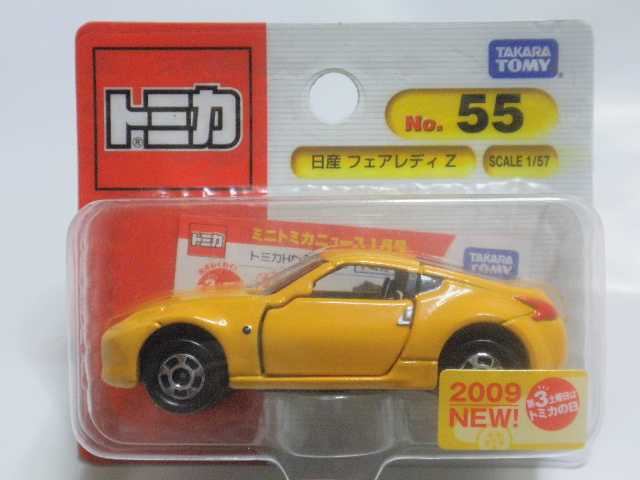 トミカ®
TAKARA
TOMY
No. 55
日産 フェアレディ Z
SCALE 1/57
トミカ
ミニトミカニュース1月号
TAKARA
TOMY
2009
NEW!
第3土曜日は
トミカの日